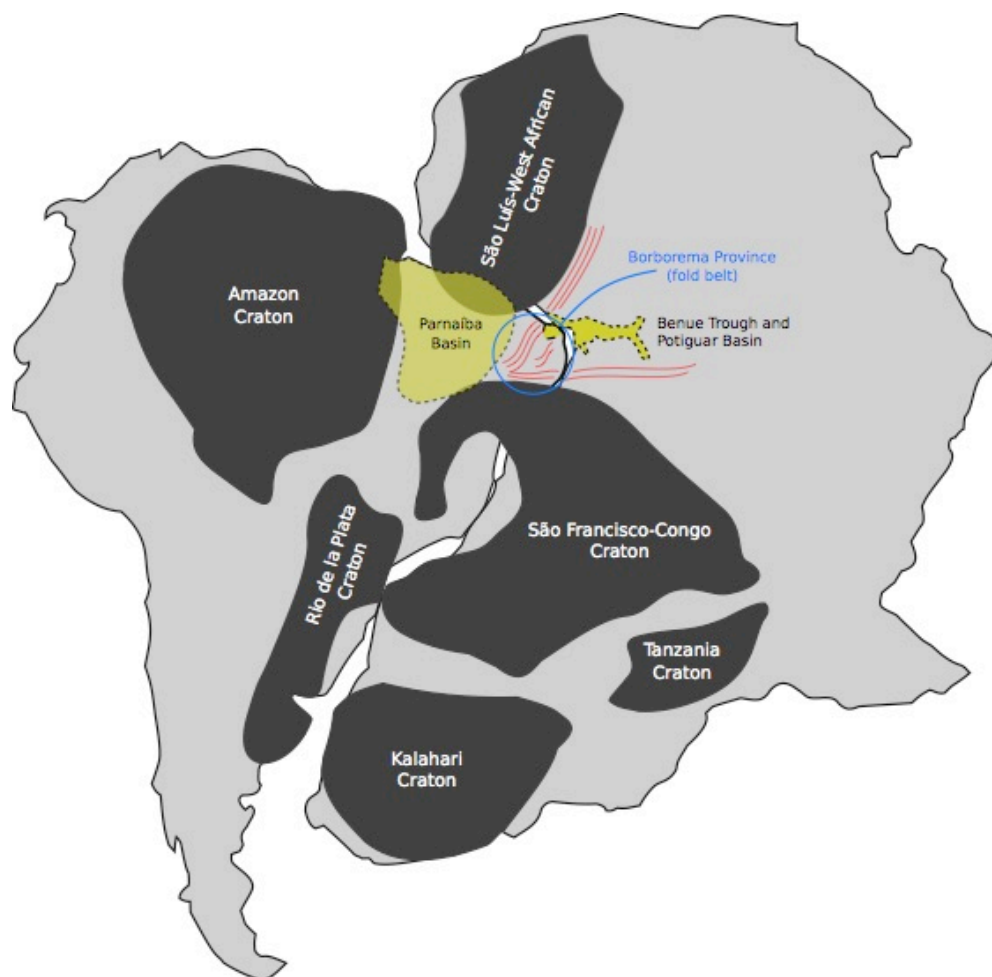 São Luís-West African
Craton
Borborema Province
(fold belt)
Amazon
Craton
Parnaíba
Basin
Benue Trough and
Potiguar Basin
São Francisco-Congo
Craton
Rio de la Plata
Craton
Tanzania
Craton
Kalahari
Craton